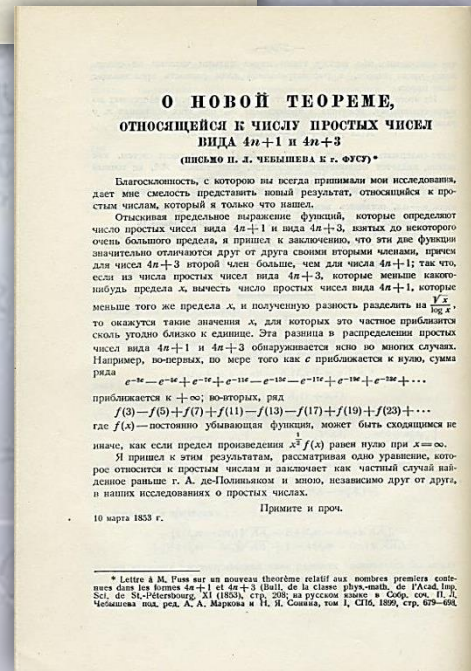 О НОВОЙ ТЕОРЕМЕ,
ОТНОСЯЩЕЙСЯ К ЧИСЛУ ПРОСТЫХ ЧИСЕЛ
ВИДА 4n+1 и 4n+3
(ПИСЬМО П. Л. ЧЕБЫШЕВА К г. ФУСУ)*
Благосклонность, с которою вы всегда принимали мои исследования,
дает мне смелость представить новый результат, относящийся к про-
стым числам, который я только что нашел.
Отыскивая предельное выражение функций, которые определяют
число простых чисел вида 4n+1 и вида 4n+3, взятых до некоторого
очень большого предела, я пришел к заключению, что эти две функции
значительно отличаются друг от друга своими вторыми членами, причем
для чисел 4n+3 второй член больше, чем для числа 4n+1; так что,
если из числа простых чисел вида 4n+3, которые меньше какого-
нибудь предела x, вычесть число простых чисел вида 4n+1, которые
меньше того же предела x, и полученную разность разделить на √x/log x,
то окажутся такие значения x, для которых это частное приблизится
сколь угодно близко к единице. Эта разница в распределении простых
чисел вида 4n+1 и 4n+3 обнаруживается ясно во многих случаях.
Например, во-первых, по мере того как c приближается к нулю, сумма
ряда
e⁻³ᶜ — e⁻⁵ᶜ + e⁻⁷ᶜ + e⁻¹¹ᶜ — e⁻¹³ᶜ — e⁻¹⁷ᶜ + e⁻¹⁹ᶜ + e⁻²³ᶜ + ···
приближается к +∞; во-вторых, ряд
f(3)—f(5)+f(7)+f(11)—f(13)—f(17)+f(19)+f(23)+···
где f(x)—постоянно убывающая функция, может быть сходящимся не
иначе, как если предел произведения x^(1/2) f(x) равен нулю при x=∞.
Я пришел к этим результатам, рассматривая одно уравнение, кото-
рое относится к простым числам и заключает как частный случай най-
денное раньше г. А. де-Полиньяком и мною, независимо друг от друга,
в наших исследованиях о простых числах.
Примите и проч.
10 марта 1853 г.
* Lettre à M. Fuss sur un nouveau theorème relatif aux nombres premiers conte-
nues dans les formes 4n+1 et 4n+3 (Bull. de la classe phys.-math. de l'Acad. Imp.
Sci. de St.-Pétersbourg, XI (1853), стр. 208; на русском языке в Собр. соч. П. Л.
Чебышева под. ред. А. А. Маркова и Н. Я. Сонина, том I, СПб, 1899, стр. 679—698.